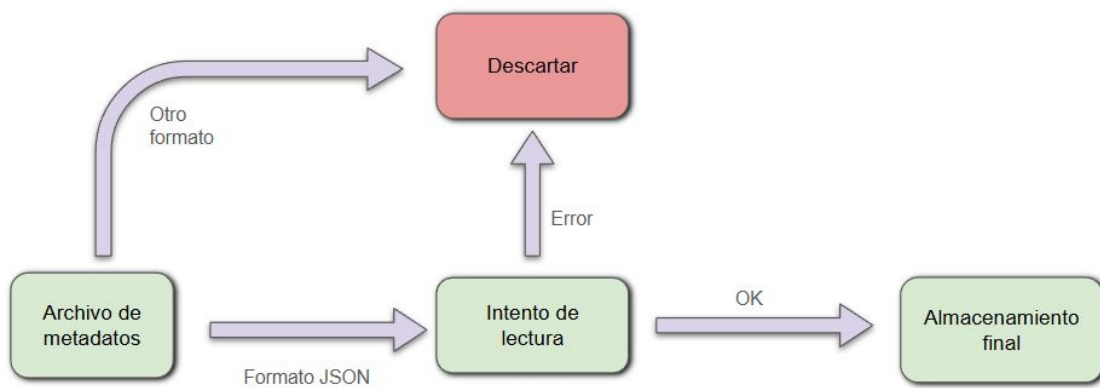 Descartar
Otro
formato
Error
Archivo de
metadatos
Formato JSON
Intento de
lectura
OK
Almacenamiento
final